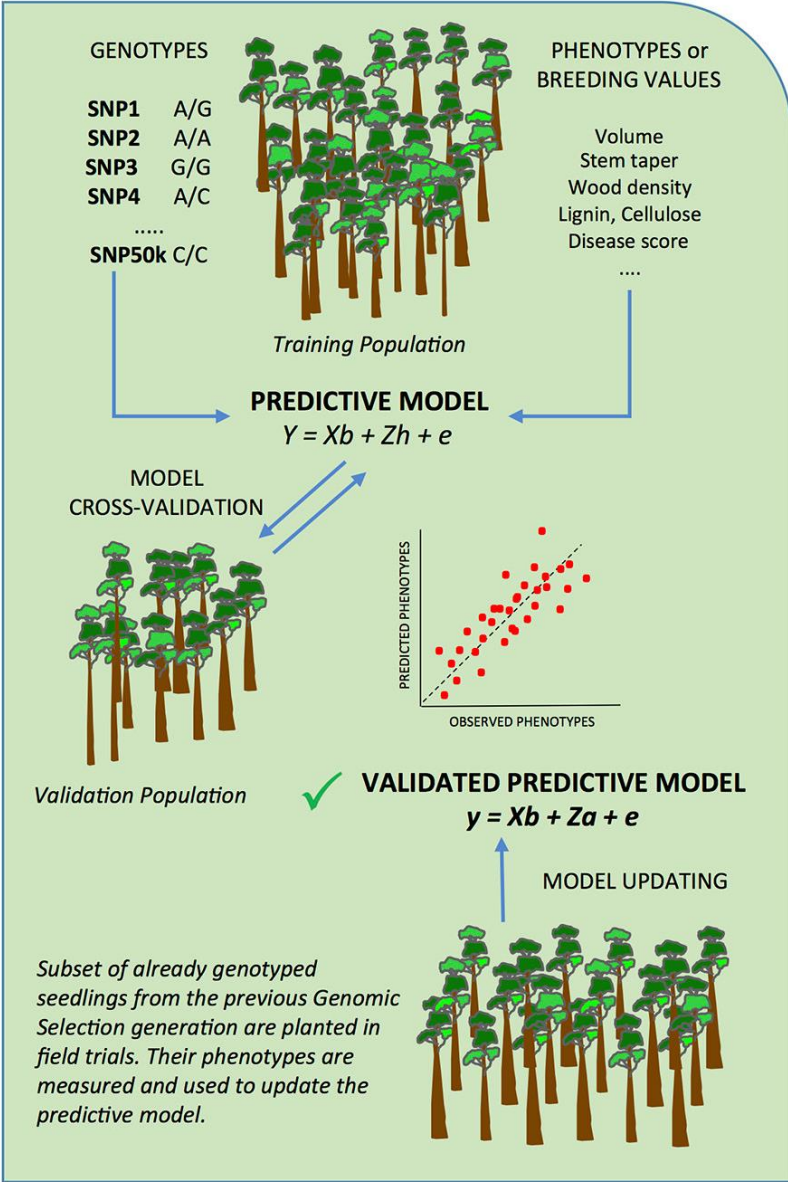 GENOTYPES
SNP1 A/G
SNP2 A/A
SNP3 G/G
SNP4 A/C
.....
SNP50k C/C
PHENOTYPES or
BREEDING VALUES
Volume
Stem taper
Wood density
Lignin, Cellulose
Disease score
....
Training Population
PREDICTIVE MODEL
Y = Xb + Zh + e
MODEL
CROSS-VALIDATION
PREDICTED PHENOTYPES
OBSERVED PHENOTYPES
Validation Population
VALIDATED PREDICTIVE MODEL
y = Xb + Za + e
MODEL UPDATING
Subset of already genotyped
seedlings from the previous Genomic
Selection generation are planted in
field trials. Their phenotypes are
measured and used to update the
predictive model.